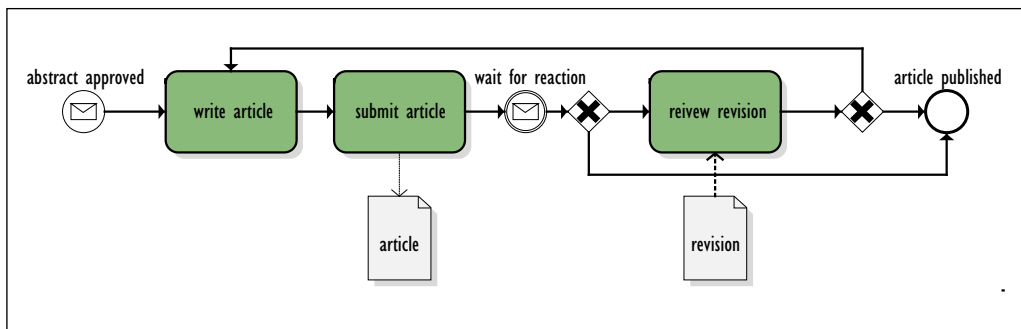 abstract approved
write article
submit article
wait for reaction
reivew revision
article published
article
revision